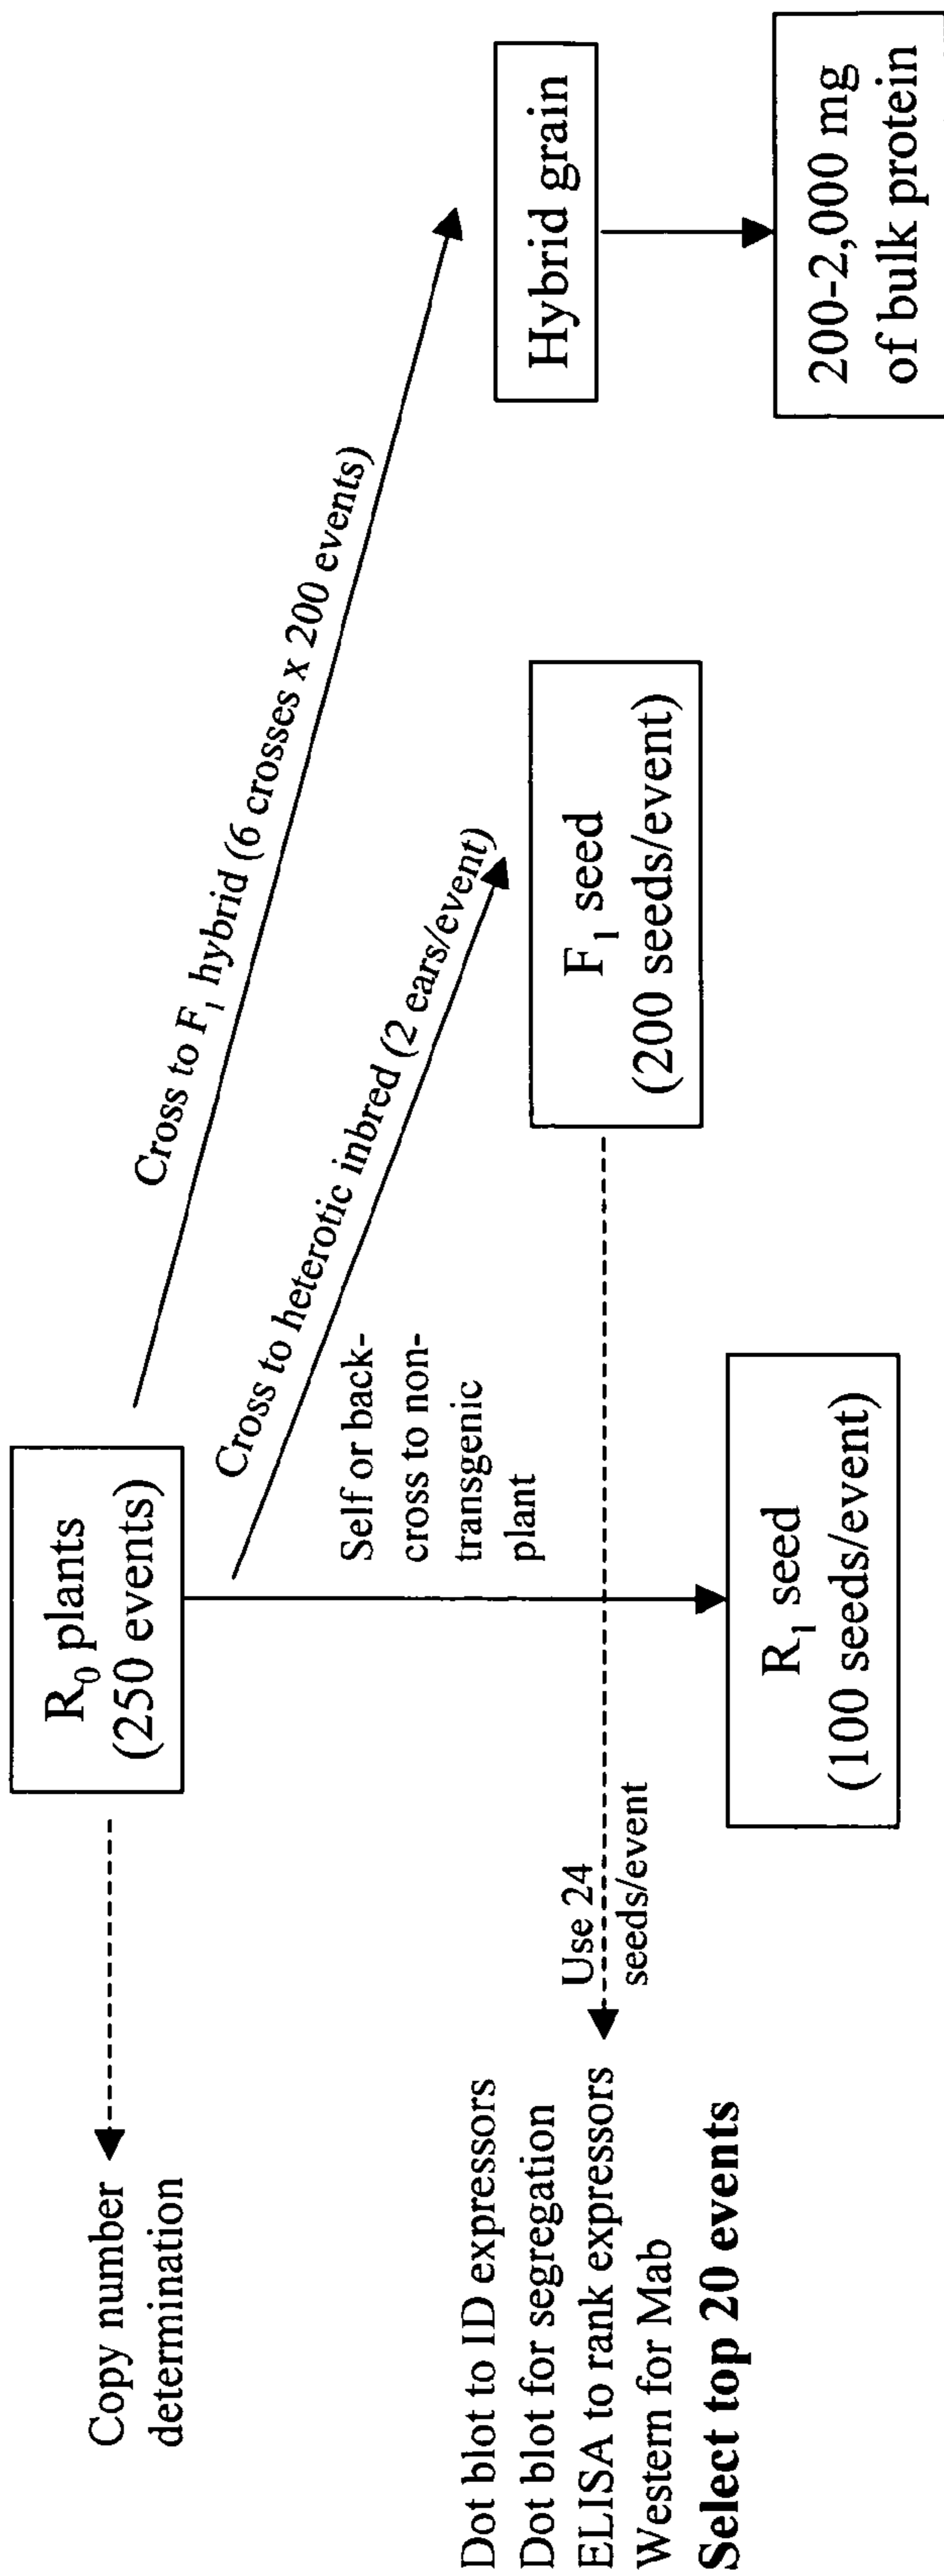 Copy number
determination
R₀ plants
(250 events)
Cross to F₁ hybrid (6 crosses x 200 events)
Cross to heterotic inbred (2 ears/event)
Self or back-
cross to non-
transgenic
plant
Hybrid grain
200-2,000 mg
of bulk protein
F₁ seed
(200 seeds/event)
Use 24
seeds/event
R₁ seed
(100 seeds/event)
Dot blot to ID expressors
Dot blot for segregation
ELISA to rank expressors
Western for Mab
Select top 20 events